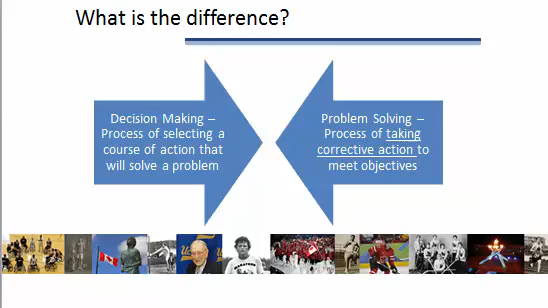 What is the difference?
Decision Making –
Process of selecting a
course of action that
will solve a problem
Problem Solving –
Process of taking
corrective action to
meet objectives